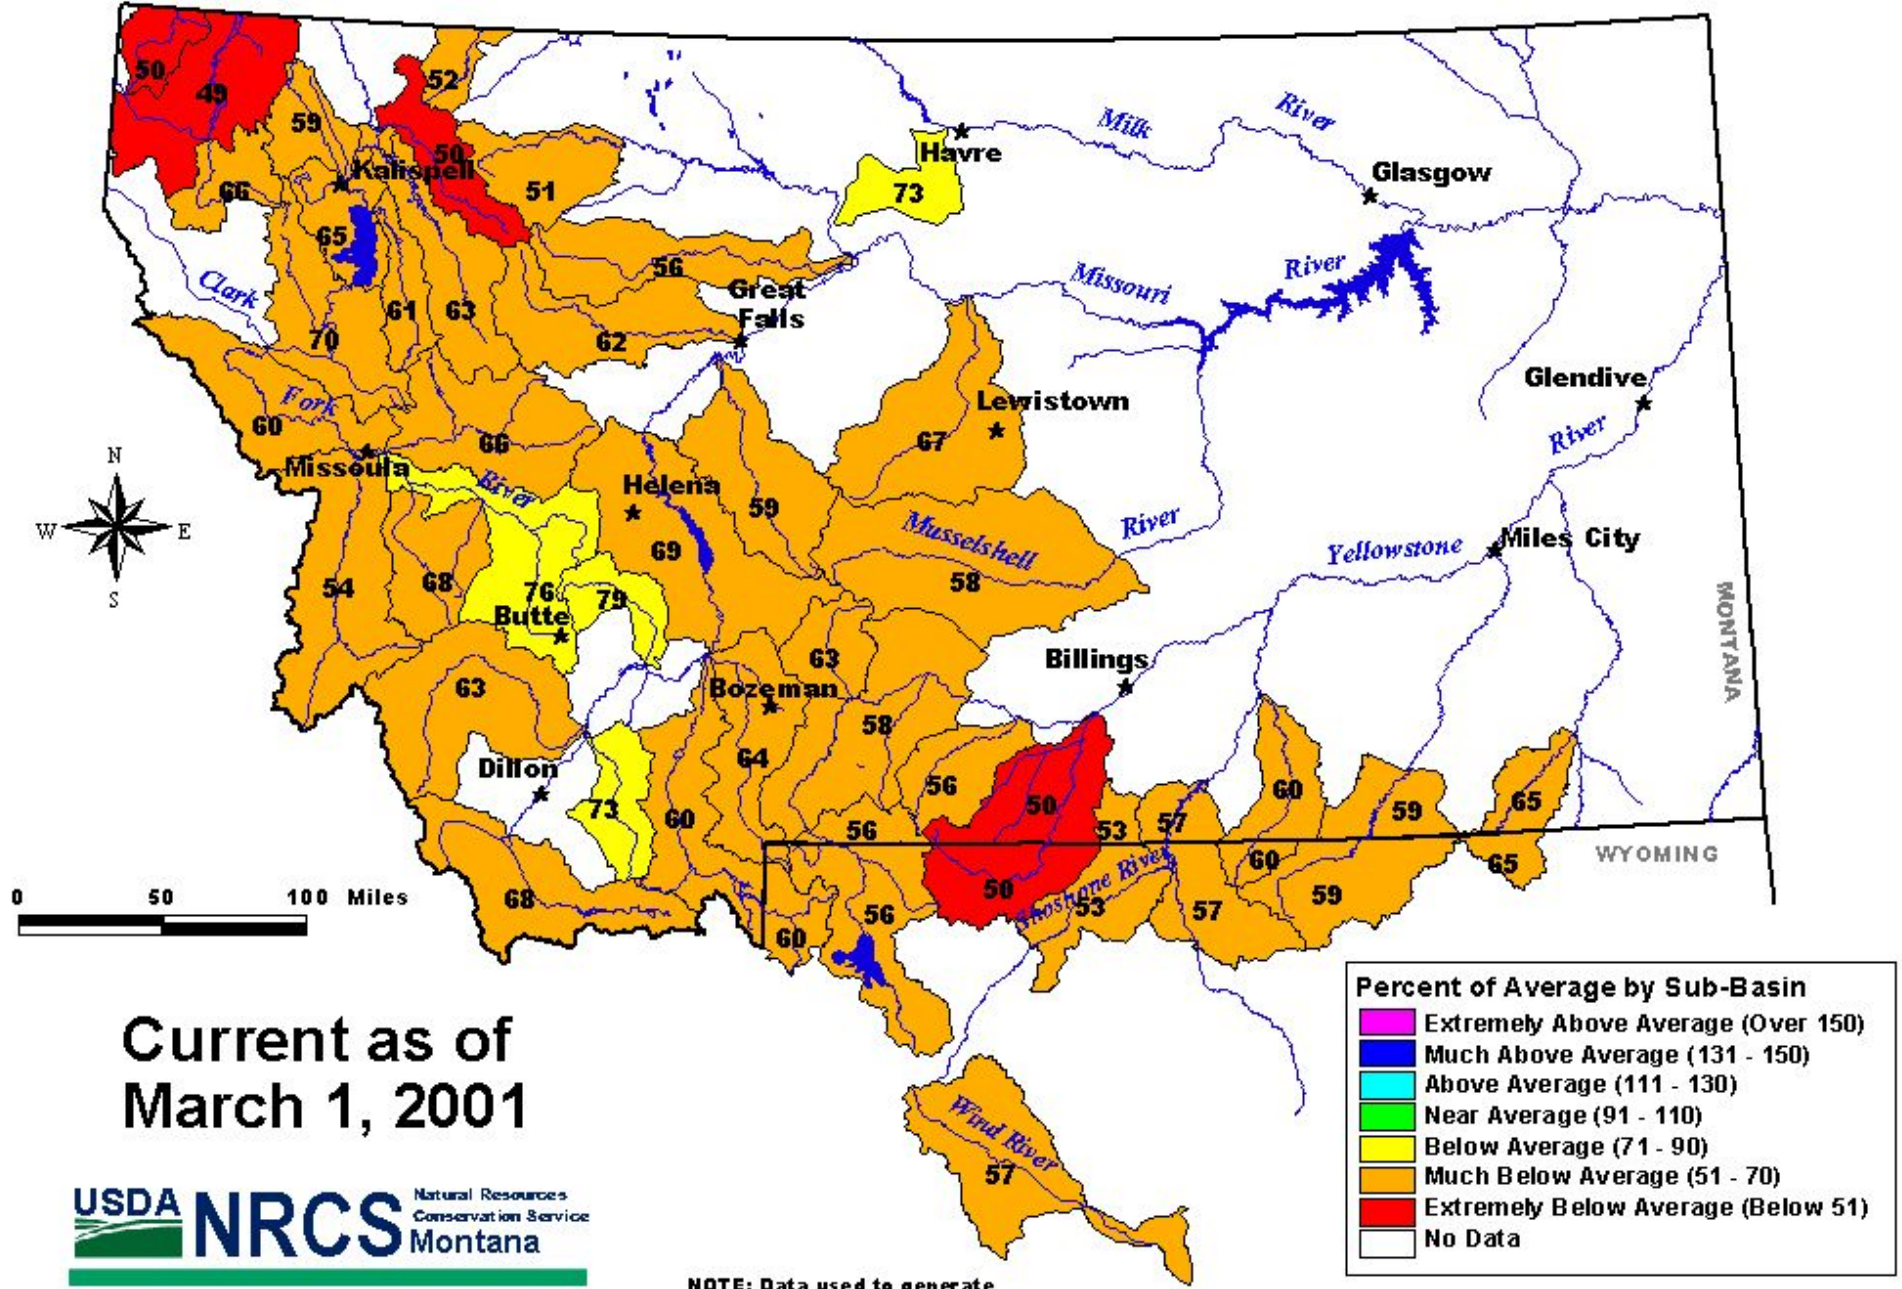 50
49
52
59
50
Kalispell
66
51
65
Clark
70
61
63
56
62
Great
Falls
73
Havre
Milk
River
Glasgow
Missouri
River
Glendive
River
Fork
60
Missoula
66
River
Helena
59
69
67
Lewistown
Musselshell
58
River
Yellowstone
Miles City
MONTANA
54
68
76
79
Butte
63
63
Bozeman
58
64
Billings
Dillon
73
60
56
56
50
53
57
60
59
65
WYOMING
68
60
56
50
Shoshone River
53
57
60
59
65
Wind River
57
N
W
E
S
0 50 100 Miles
Current as of
March 1, 2001
USDA
NRCS
Natural Resources
Conservation Service
Montana
Percent of Average by Sub-Basin
Extremely Above Average (Over 150)
Much Above Average (131 - 150)
Above Average (111 - 130)
Near Average (91 - 110)
Below Average (71 - 90)
Much Below Average (51 - 70)
Extremely Below Average (Below 51)
No Data
NOTE: Data used to generate